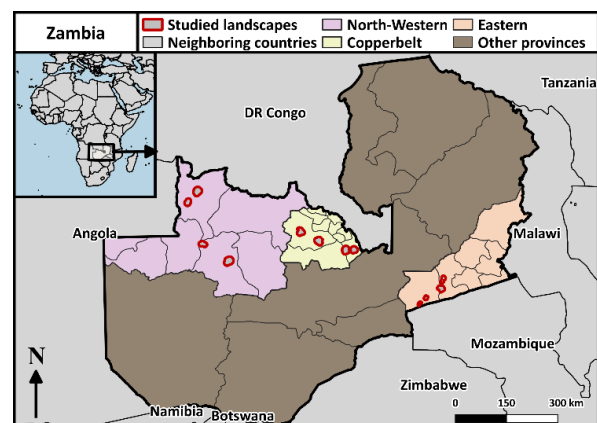 Zambia
Studied landscapes
North-Western
Eastern
Neighboring countries
Copperbelt
Other provinces
Tanzania
DR Congo
Angola
Malawi
Mozambique
N
Zimbabwe
Namibia
Botswana
0 150 300 km